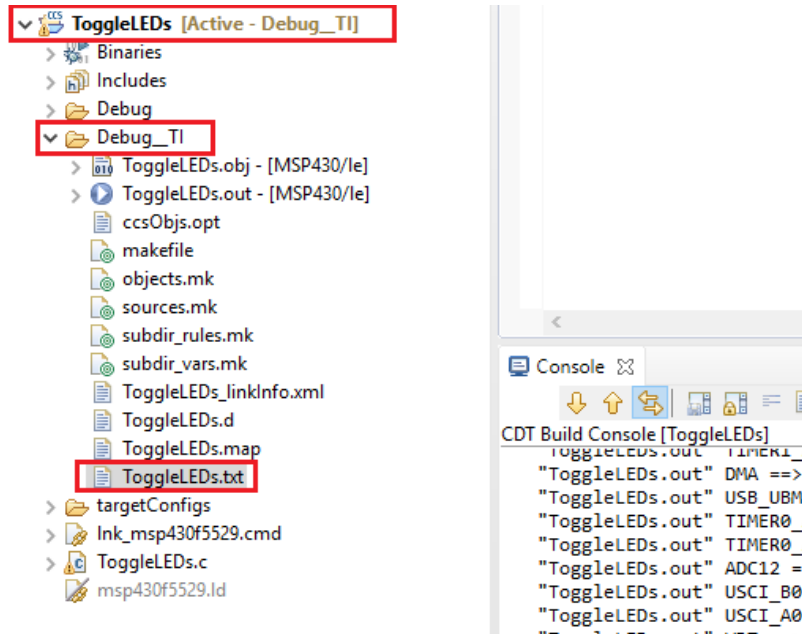 ToggleLEDs [Active - Debug__TI]
Binaries
Includes
Debug
Debug__TI
ToggleLEDs.obj - [MSP430/le]
ToggleLEDs.out - [MSP430/le]
ccsObjs.opt
makefile
objects.mk
sources.mk
subdir_rules.mk
subdir_vars.mk
ToggleLEDs_linkInfo.xml
ToggleLEDs.d
ToggleLEDs.map
ToggleLEDs.txt
targetConfigs
lnk_msp430f5529.cmd
ToggleLEDs.c
msp430f5529.ld
Console
CDT Build Console [ToggleLEDs]
"ToggleLEDs.out" TIMER1_
"ToggleLEDs.out" DMA ==>
"ToggleLEDs.out" USB_UBM
"ToggleLEDs.out" TIMER0_
"ToggleLEDs.out" TIMER0_
"ToggleLEDs.out" ADC12 =
"ToggleLEDs.out" USCI_B0
"ToggleLEDs.out" USCI_A0